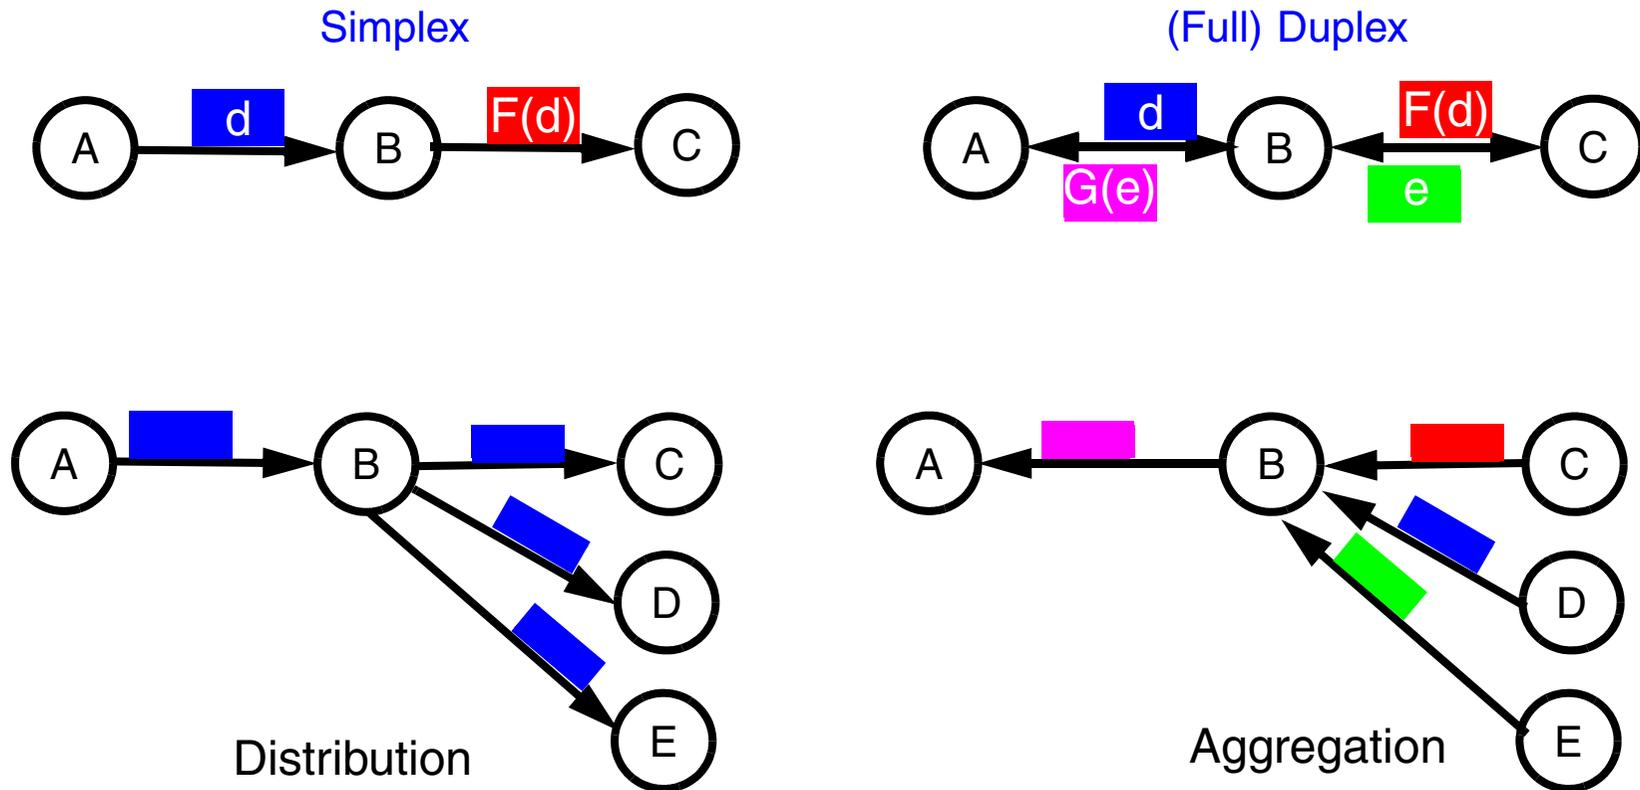 Simplex
A
d
B
F(d)
C
(Full) Duplex
A
d
G(e)
B
F(d)
e
C
A
B
C
D
E
Distribution
A
B
C
D
E
Aggregation